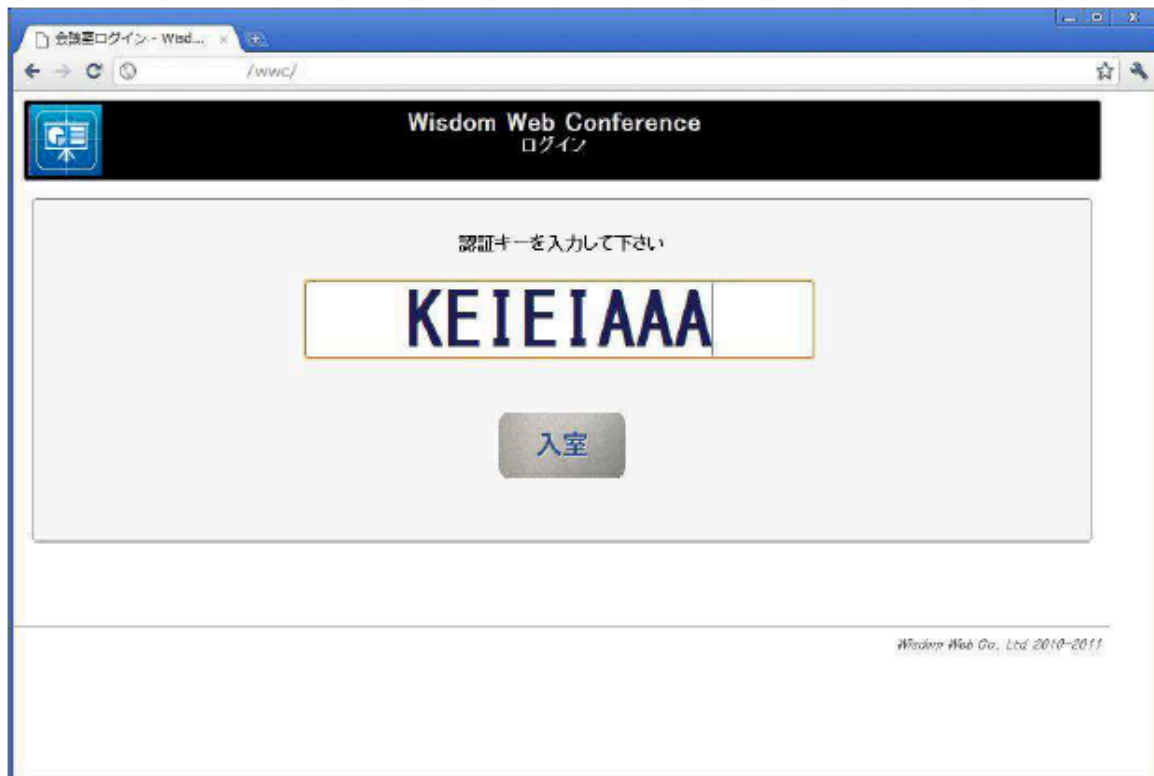 会議室ログイン - Wisd...
/wwc/
Wisdom Web Conference
ログイン
認証キーを入力して下さい
KEIEIAAA
入室
Wisdom Web Co., Ltd 2010-2011